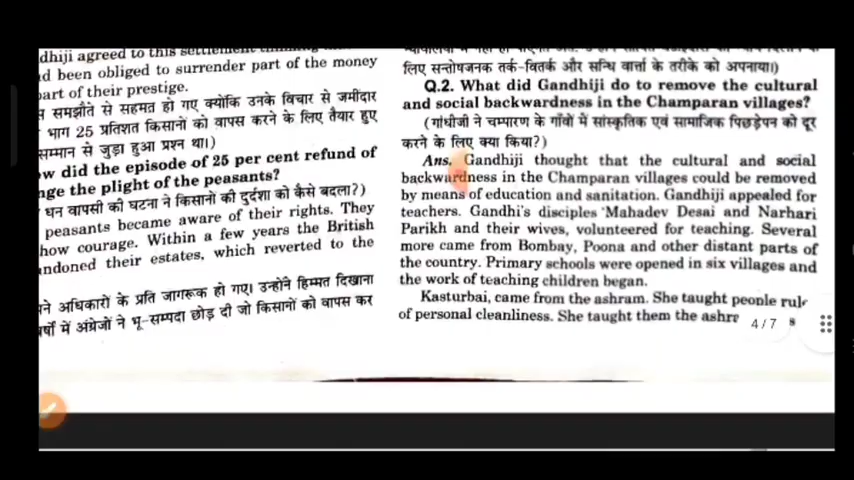 dhiji agreed to this settlement
d been obliged to surrender part of the money
part of their prestige.
समझौते से सहमत हो गए क्योंकि उनके विचार से जमींदार
भाग 25 प्रतिशत किसानों को वापस करने के लिए तैयार हुए
सम्मान से जुड़ा हुआ प्रश्न था।)
ow did the episode of 25 per cent refund of
nge the plight of the peasants?
धन वापसी की घटना ने किसानों की दुर्दशा को कैसे बदला?)
peasants became aware of their rights. They
how courage. Within a few years the British
ndoned their estates, which reverted to the
ने अधिकारों के प्रति जागरूक हो गए। उन्होंने हिम्मत दिखाना
र्षों में अंग्रेजों ने भू-सम्पदा छोड़ दी जो किसानों को वापस कर
लिए सन्तोषजनक तर्क-वितर्क और सन्धि वार्त्ता के तरीके को अपनाया।)
Q.2. What did Gandhiji do to remove the cultural
and social backwardness in the Champaran villages?
(गांधीजी ने चम्पारण के गाँवों में सांस्कृतिक एवं सामाजिक पिछड़ेपन को दूर
करने के लिए क्या किया?)
Ans. Gandhiji thought that the cultural and social
backwardness in the Champaran villages could be removed
by means of education and sanitation. Gandhiji appealed for
teachers. Gandhi's disciples Mahadev Desai and Narhari
Parikh and their wives, volunteered for teaching. Several
more came from Bombay, Poona and other distant parts of
the country. Primary schools were opened in six villages and
the work of teaching children began.
Kasturbai, came from the ashram. She taught people rule
of personal cleanliness. She taught them the ashr
4/7